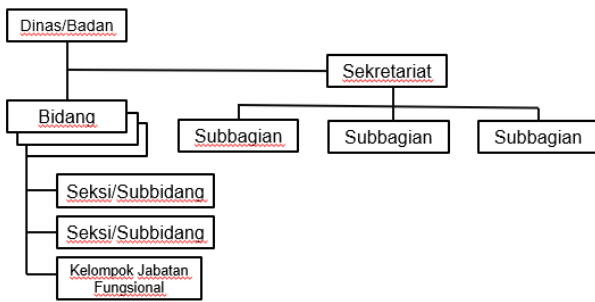 Dinas/Badan
Sekretariat
Bidang
Subbagian
Subbagian
Subbagian
Seksi/Subbidang
Seksi/Subbidang
Kelompok Jabatan
Fungsional